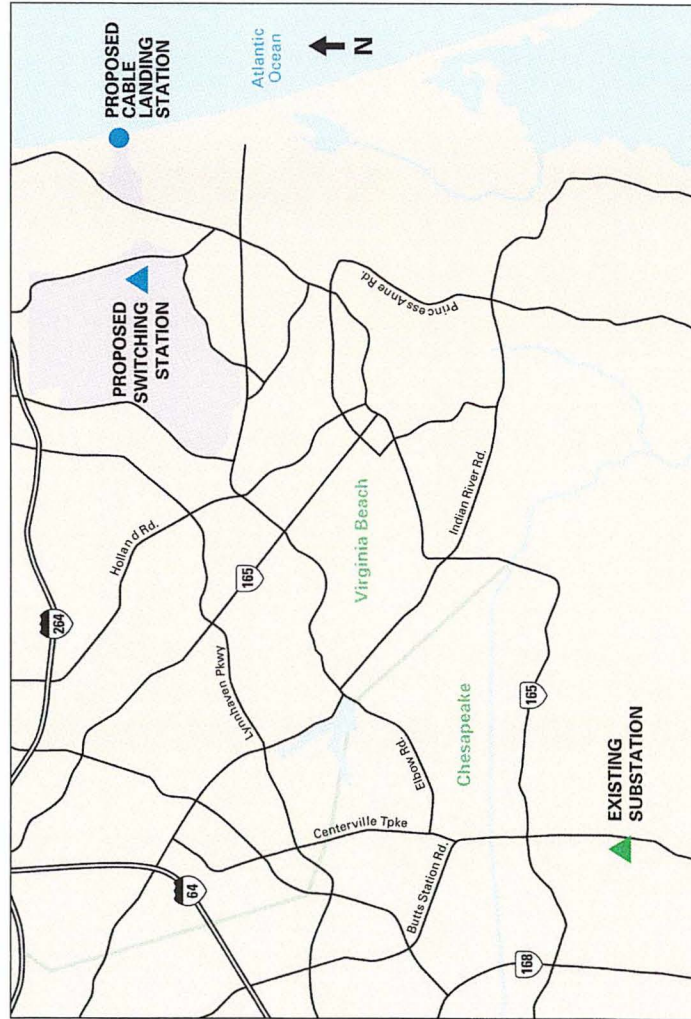 PROPOSED
CABLE
LANDING
STATION
Atlantic
Ocean
N
PROPOSED
SWITCHING
STATION
264
Holland Rd.
165
Lynnhaven Pkwy
Virginia Beach
Princess Anne Rd.
Indian River Rd.
64
Centerville Tpke
Elbow Rd.
Chesapeake
165
Butts Station Rd.
168
EXISTING
SUBSTATION